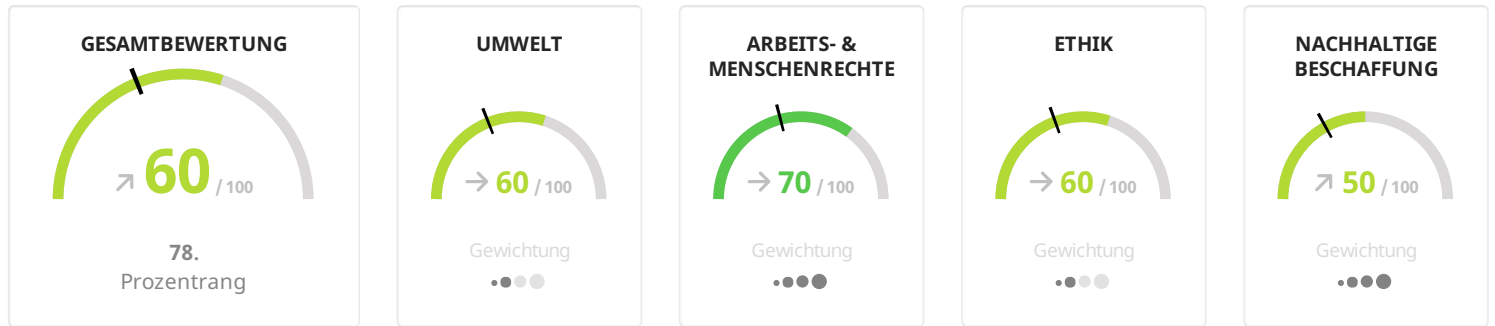 GESAMTBEWERTUNG
60 / 100
78.
Prozentrang
UMWELT
60 / 100
Gewichtung
ARBEITS- &
MENSCHENRECHTE
70 / 100
Gewichtung
ETHIK
60 / 100
Gewichtung
NACHHALTIGE
BESCHAFFUNG
50 / 100
Gewichtung